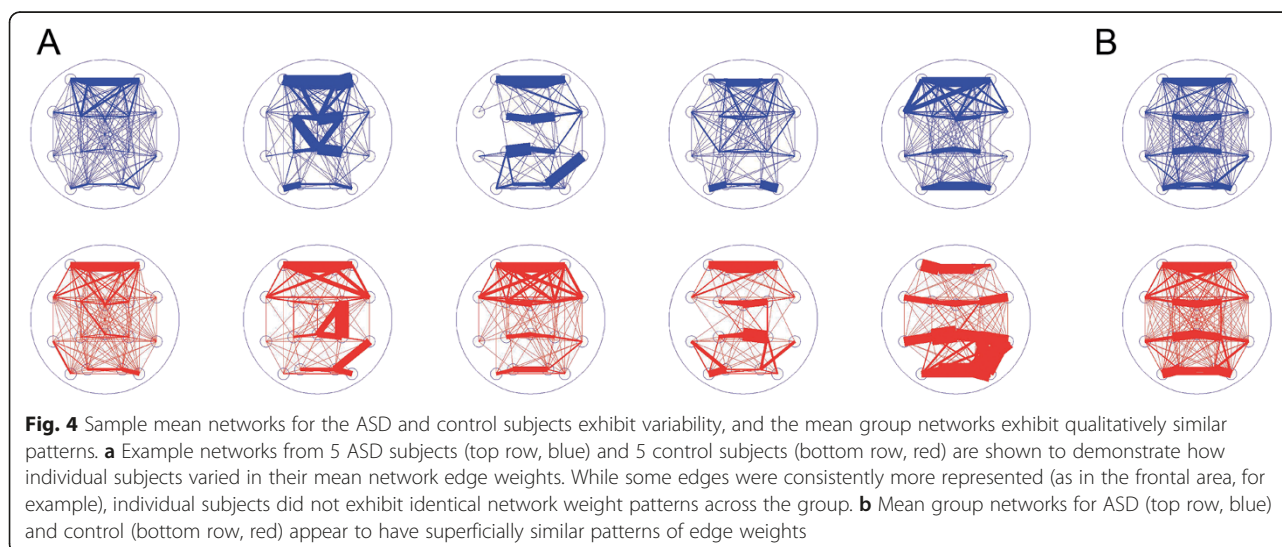 A
B
Fig. 4 Sample mean networks for the ASD and control subjects exhibit variability, and the mean group networks exhibit qualitatively similar
patterns. a Example networks from 5 ASD subjects (top row, blue) and 5 control subjects (bottom row, red) are shown to demonstrate how
individual subjects varied in their mean network edge weights. While some edges were consistently more represented (as in the frontal area, for
example), individual subjects did not exhibit identical network weight patterns across the group. b Mean group networks for ASD (top row, blue)
and control (bottom row, red) appear to have superficially similar patterns of edge weights